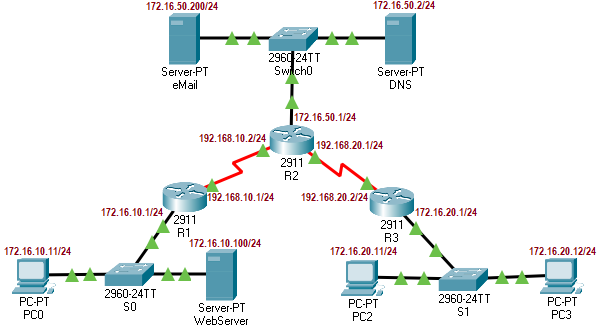 172.16.50.200/24
172.16.50.2/24
Server-PT
eMail
2960-24TT
Switch0
Server-PT
DNS
172.16.50.1/24
192.168.10.2/24
192.168.20.1/24
2911
R2
192.168.10.1/24
192.168.20.2/24
172.16.10.1/24
172.16.20.1/24
2911
R1
2911
R3
172.16.10.11/24
172.16.10.100/24
172.16.20.11/24
172.16.20.12/24
PC-PT
PC0
2960-24TT
S0
Server-PT
WebServer
PC-PT
PC2
2960-24TT
S1
PC-PT
PC3